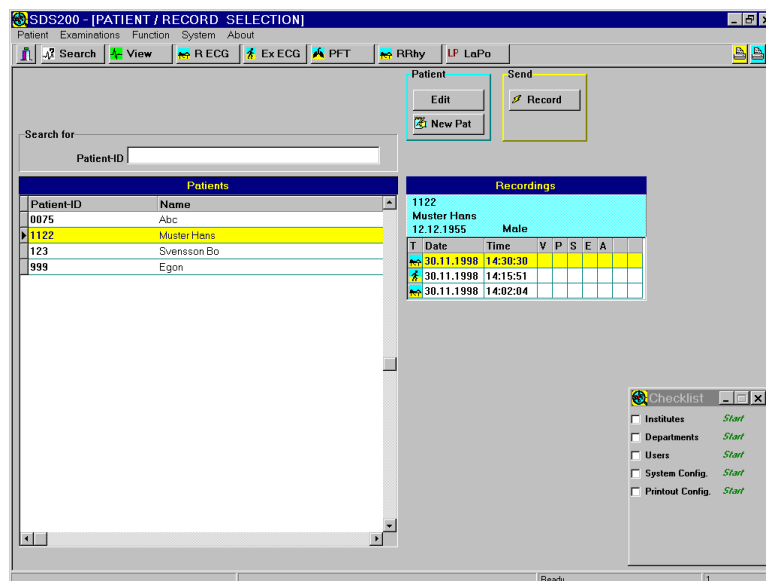 SDS200 - [PATIENT / RECORD SELECTION]
Patient Examinations Function System About
Search View R ECG Ex ECG PFT RRhy LP LaPo
Patient Send
Edit Record
New Pat
Search for
Patient-ID
Patients
Patient-ID Name
0075 Abc
1122 Muster Hans
123 Svensson Bo
999 Egon
Recordings
1122
Muster Hans
12.12.1955 Male
T Date Time V P S E A
30.11.1998 14:30:30
30.11.1998 14:15:51
30.11.1998 14:02:04
Checklist
Institutes Start
Departments Start
Users Start
System Config. Start
Printout Config. Start
Ready 1